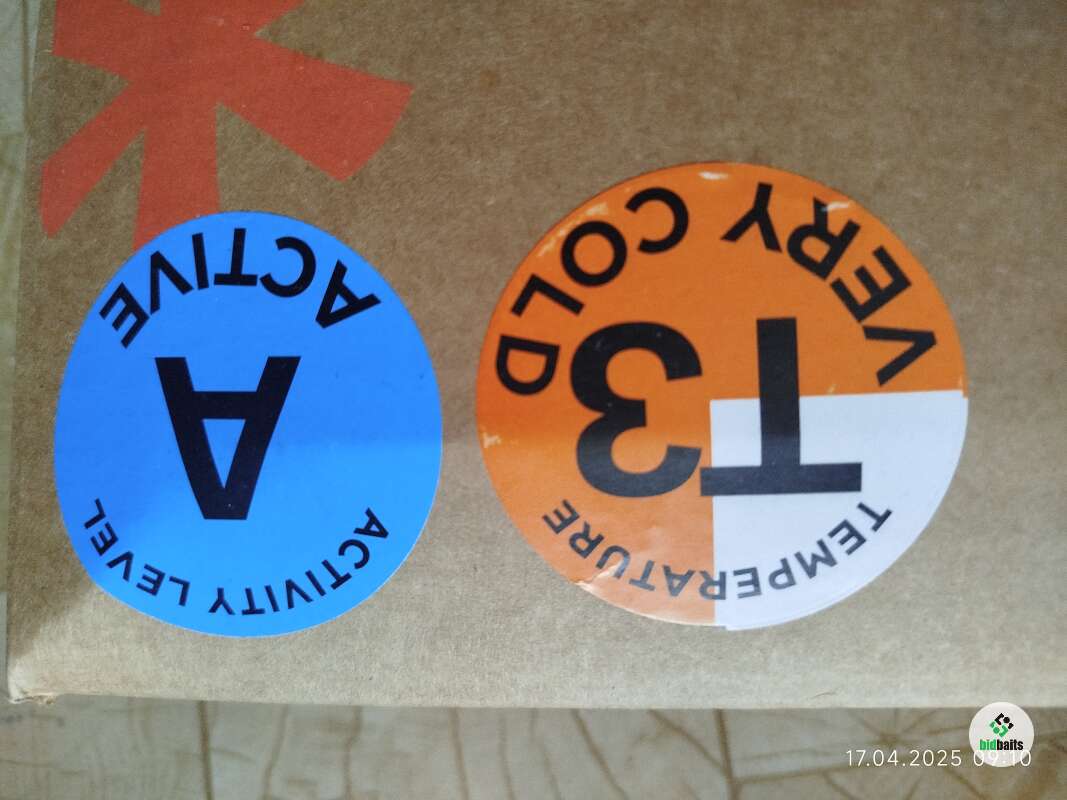 TEMPERATURE
T3
VERY COLD
ACTIVITY LEVEL
A
ACTIVE
bidbaits
17.04.2025 09:10